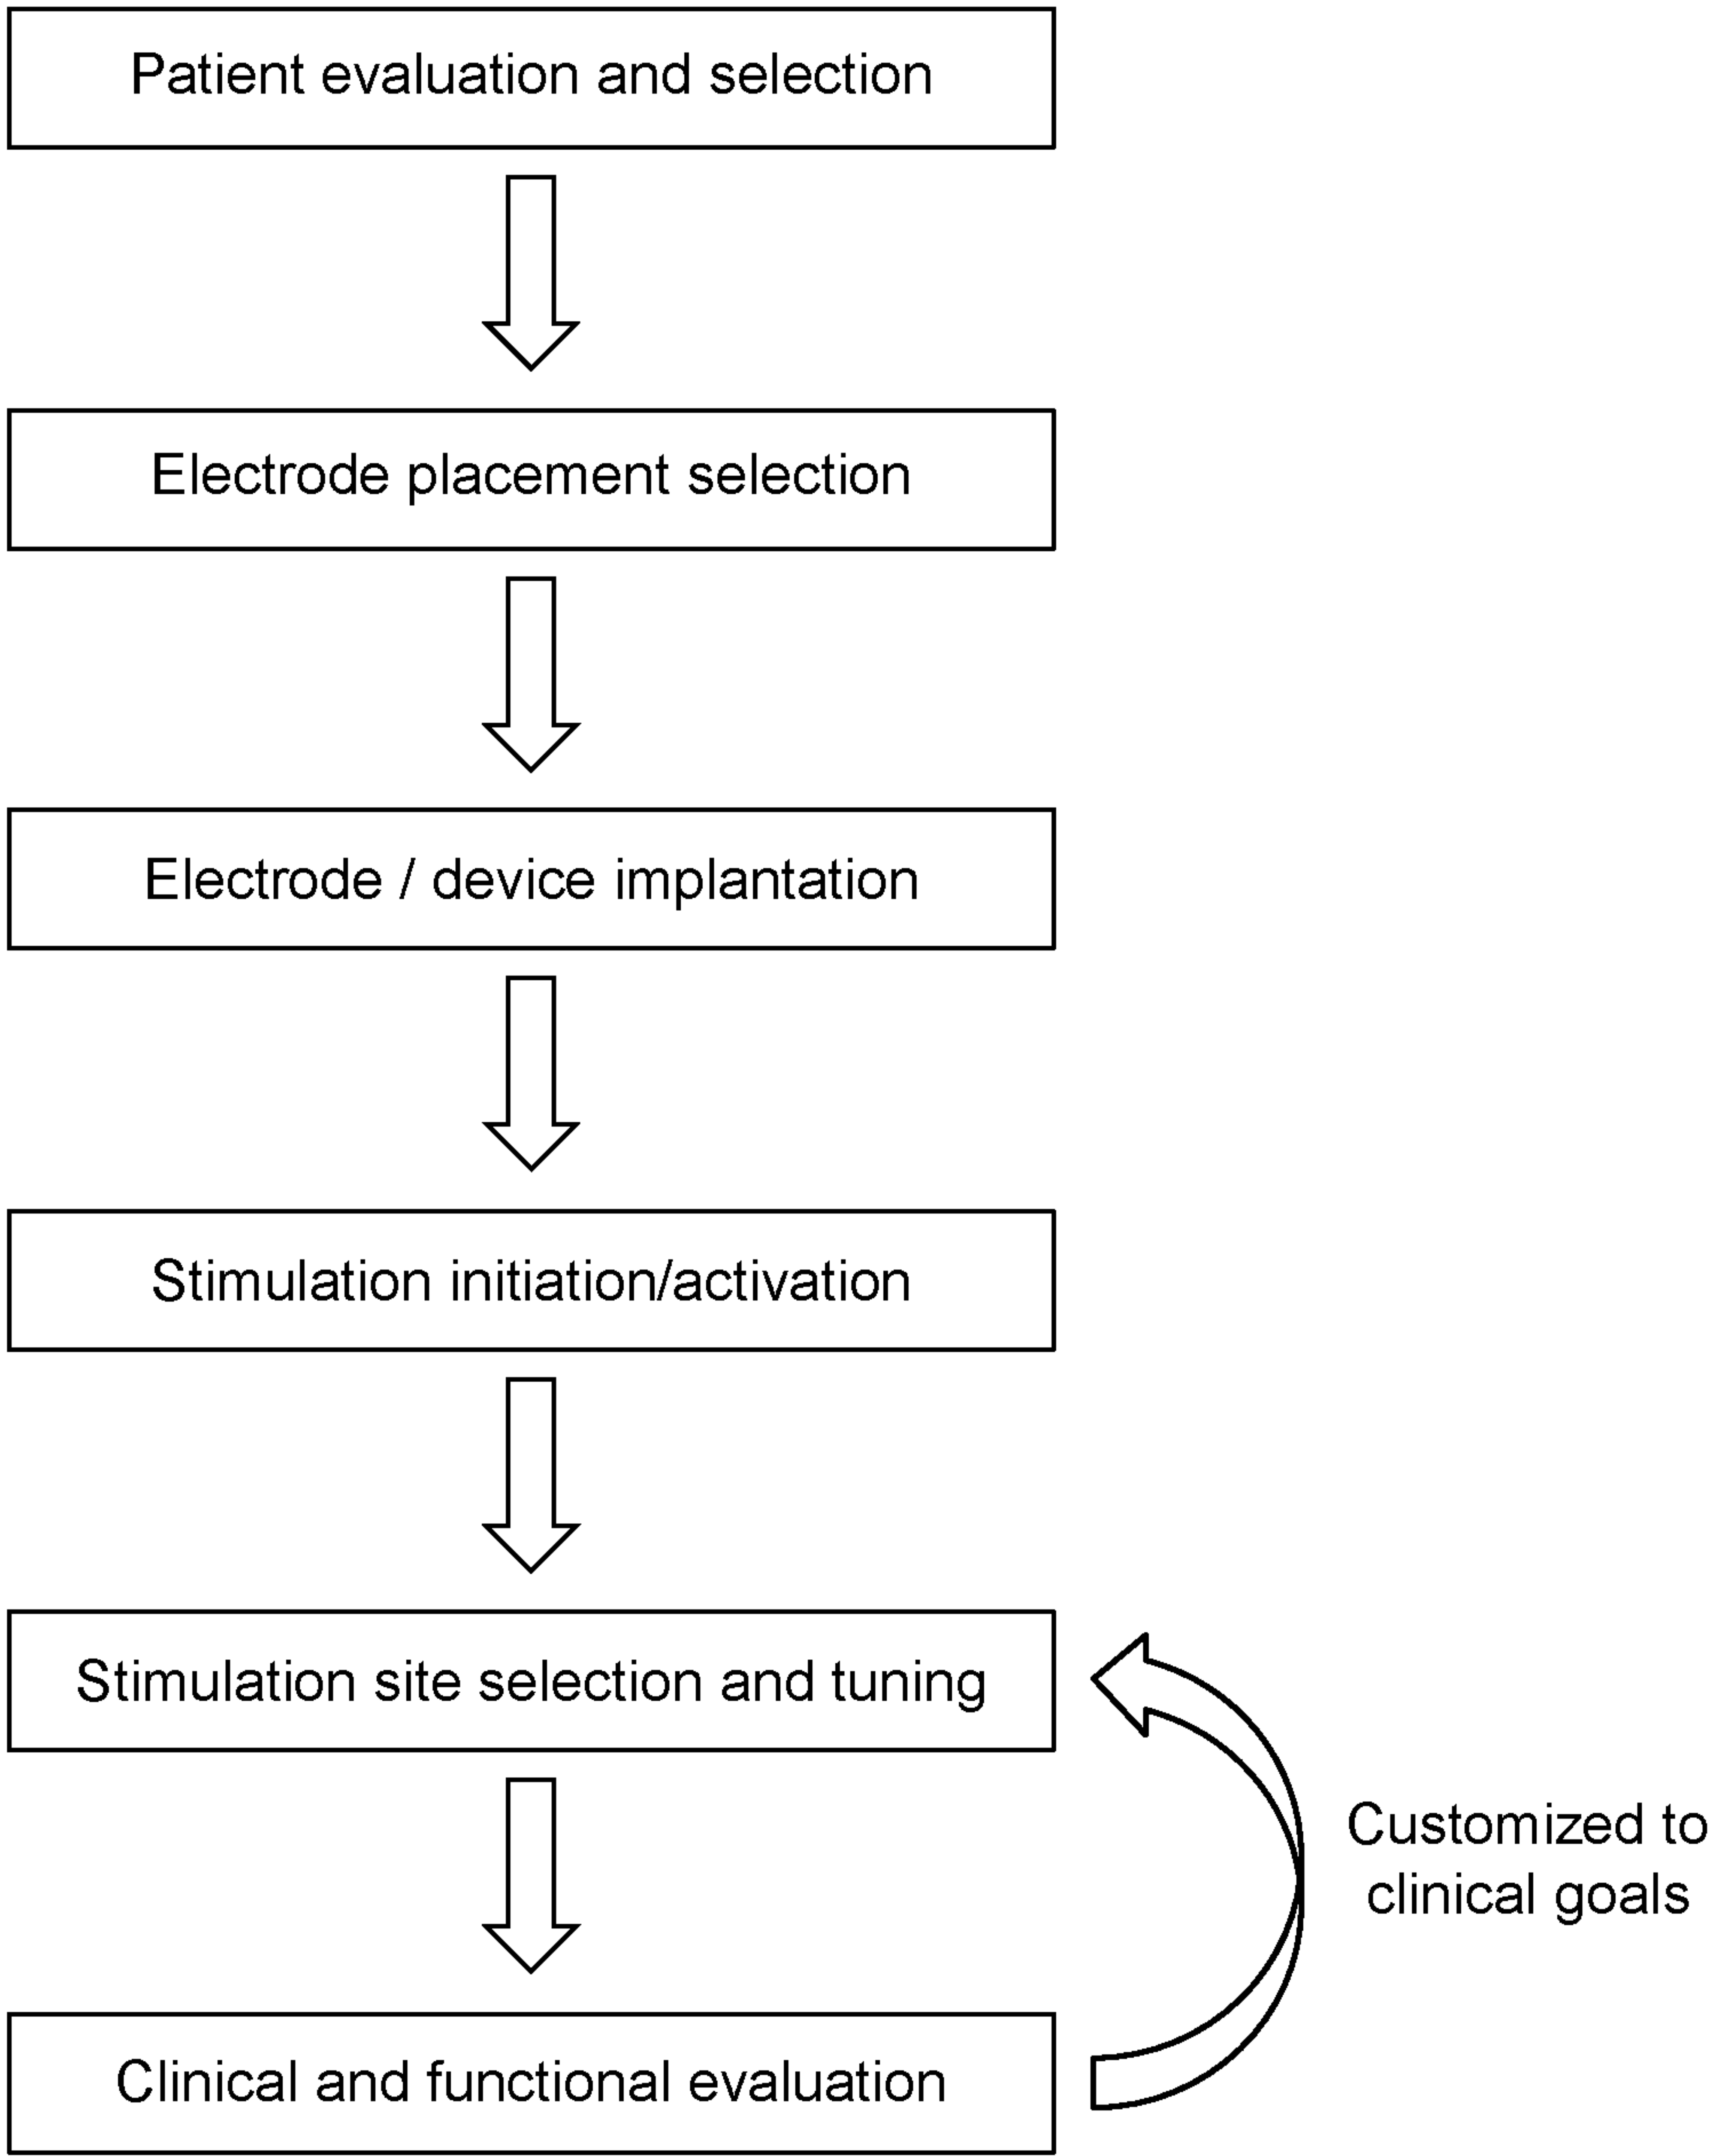 Patient evaluation and selection
Electrode placement selection
Electrode / device implantation
Stimulation initiation/activation
Stimulation site selection and tuning
Customized to
clinical goals
Clinical and functional evaluation